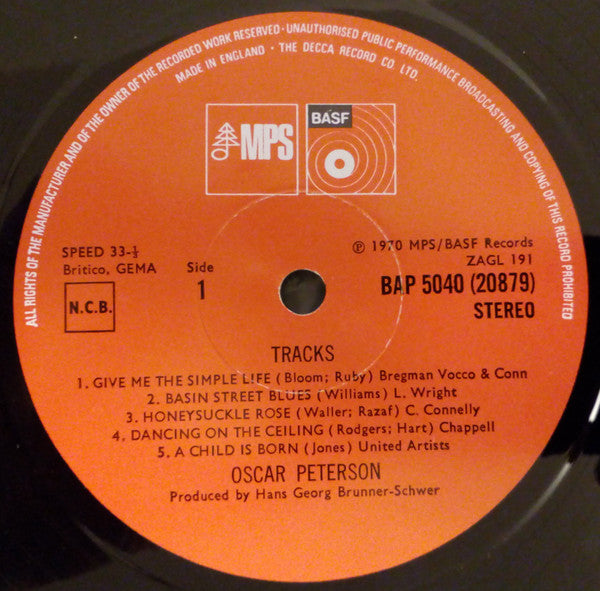 ALL RIGHTS OF THE MANUFACTURER AND OF THE OWNER OF THE RECORDED WORK RESERVED - UNAUTHORISED PUBLIC PERFORMANCE BROADCASTING AND COPYING OF THIS RECORD PROHIBITED
MADE IN ENGLAND · THE DECCA RECORD CO. LTD.
MPS
BASF
SPEED 33-⅓
Britico, GEMA
Side
1
N.C.B.
℗ 1970 MPS/BASF Records
ZAGL 191
BAP 5040 (20879)
STEREO
TRACKS
1. GIVE ME THE SIMPLE LIFE (Bloom; Ruby) Bregman Vocco & Conn
2. BASIN STREET BLUES (Williams) L. Wright
3. HONEYSUCKLE ROSE (Waller; Razaf) C. Connelly
4. DANCING ON THE CEILING (Rodgers; Hart) Chappell
5. A CHILD IS BORN (Jones) United Artists
OSCAR PETERSON
Produced by Hans Georg Brunner-Schwer